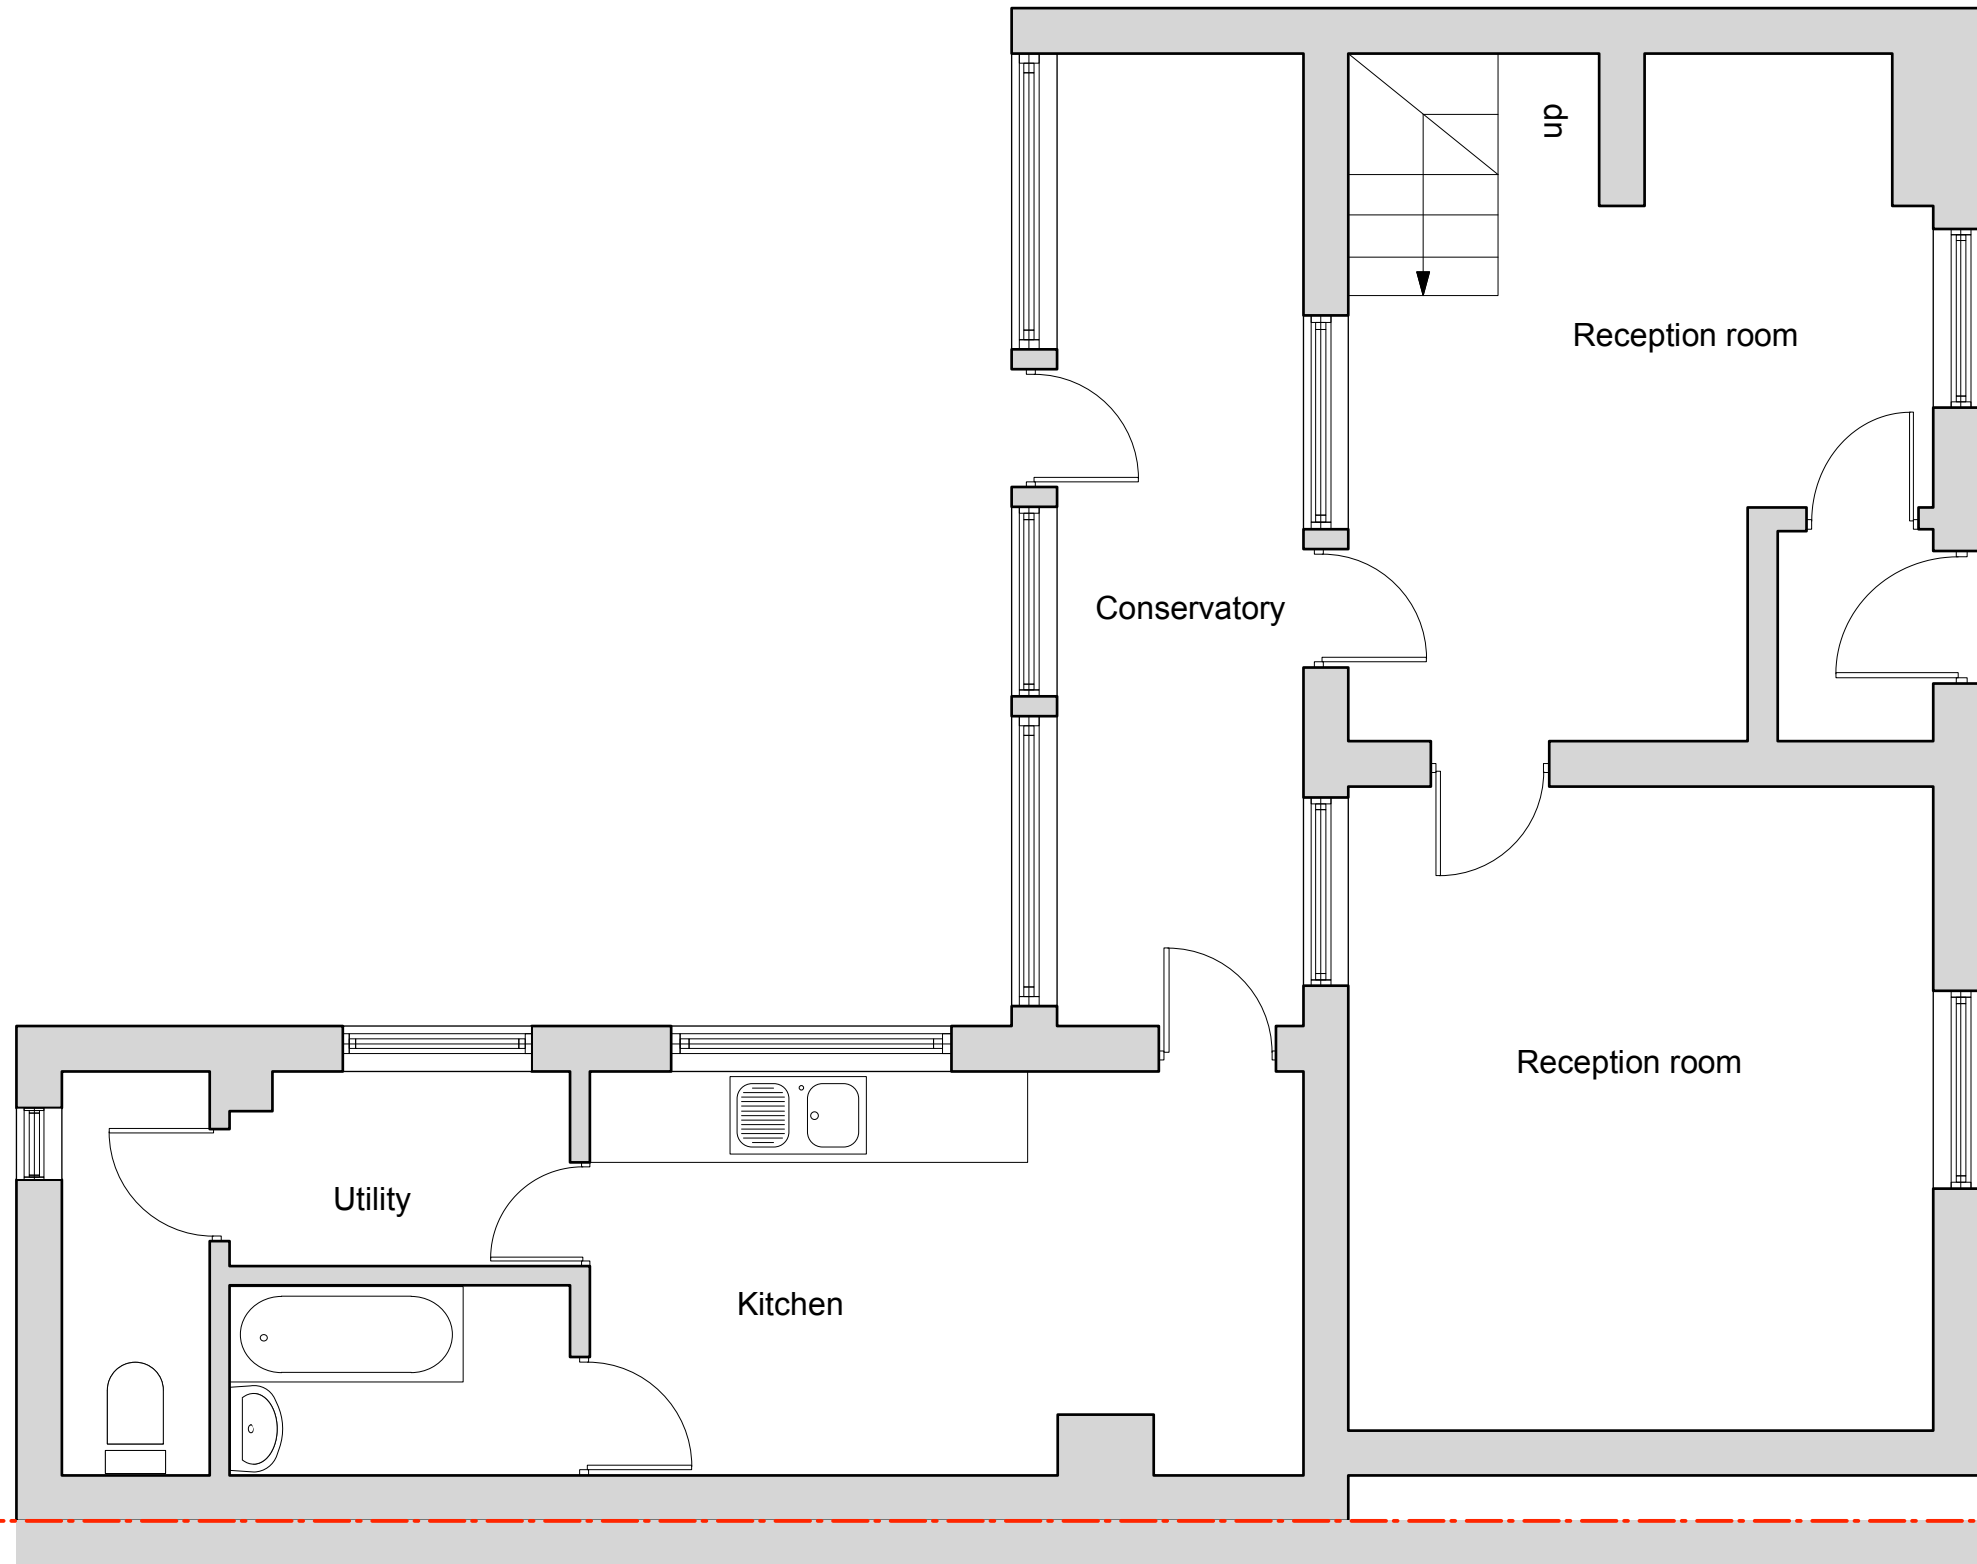 up
Reception room
Conservatory
Reception room
Utility
Kitchen